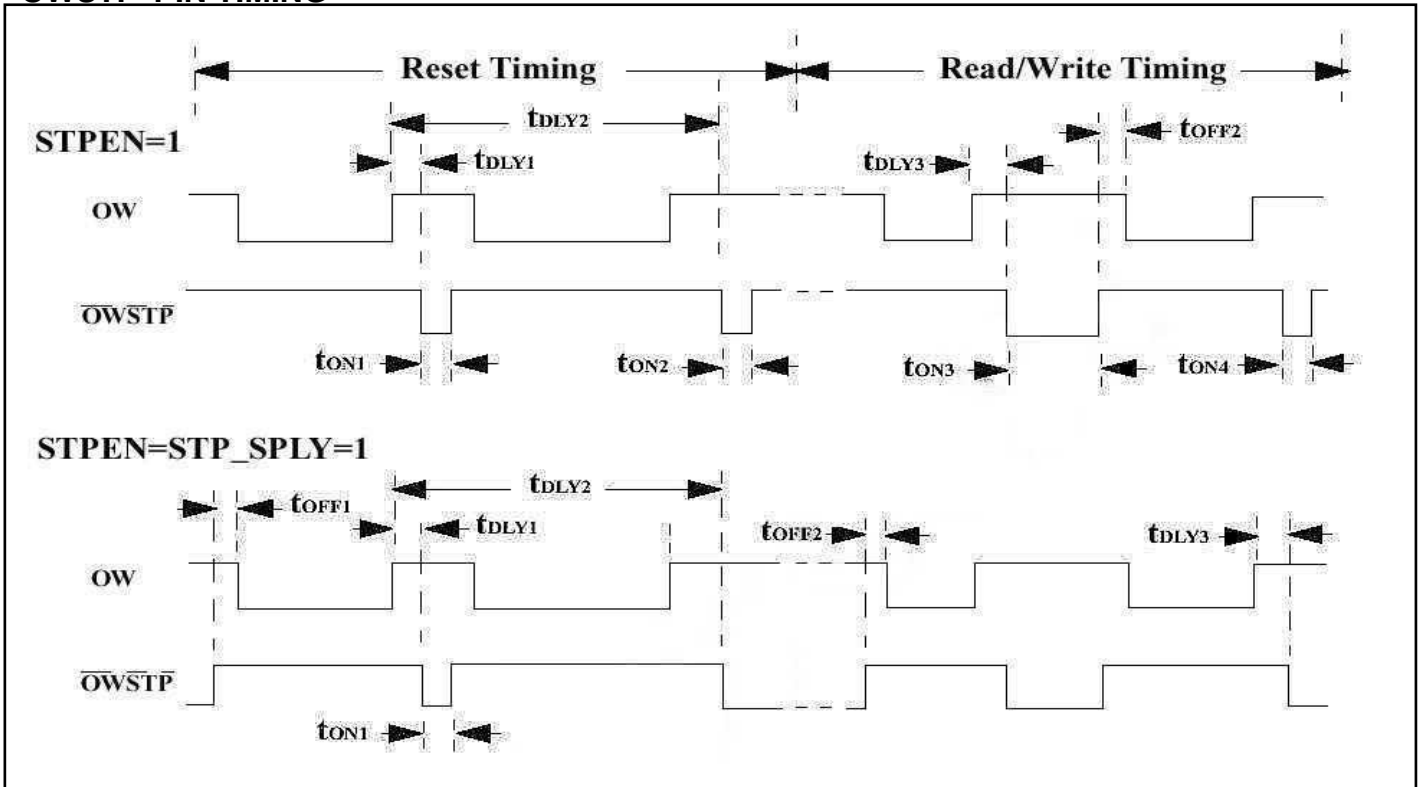 Reset Timing Read/Write Timing
tDLY2 tOFF2
STPEN=1
tDLY1 tDLY3
OW
OWSTP
tON1 tON2 tON3 tON4
STPEN=STP_SPLY=1
tDLY2
tOFF1 tDLY1 tOFF2 tDLY3
OW
OWSTP
tON1